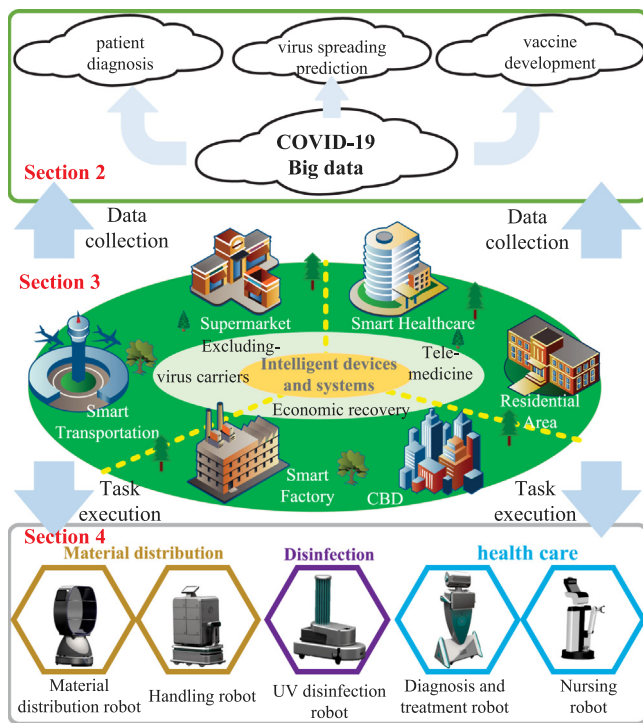 patient
diagnosis
virus spreading
prediction
vaccine
development
COVID-19
Big data
Section 2
Data
collection
Data
collection
Section 3
Supermarket
Smart Healthcare
Excluding-
virus carriers
Intelligent devices
and systems
Tele-
medicine
Economic recovery
Smart
Transportation
Residential
Area
Smart
Factory
CBD
Task
execution
Task
execution
Section 4
Material distribution
Disinfection
health care
Material
distribution robot
Handling robot
UV disinfection
robot
Diagnosis and
treatment robot
Nursing
robot